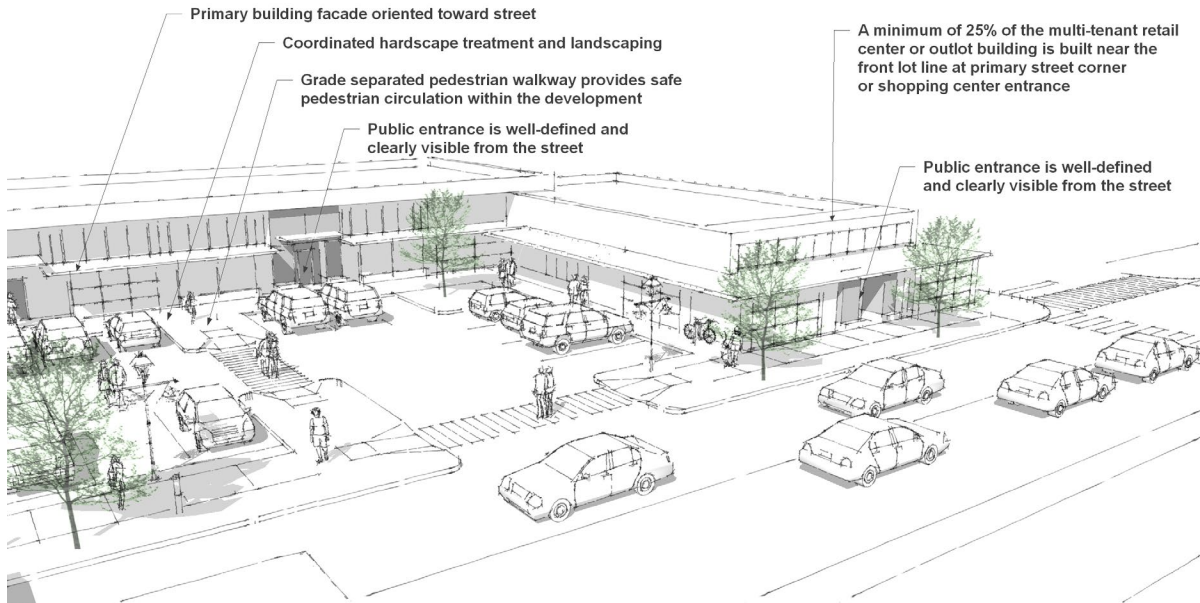 Primary building facade oriented toward street
Coordinated hardscape treatment and landscaping
Grade separated pedestrian walkway provides safe
pedestrian circulation within the development
Public entrance is well-defined and
clearly visible from the street
A minimum of 25% of the multi-tenant retail
center or outlot building is built near the
front lot line at primary street corner
or shopping center entrance
Public entrance is well-defined
and clearly visible from the street